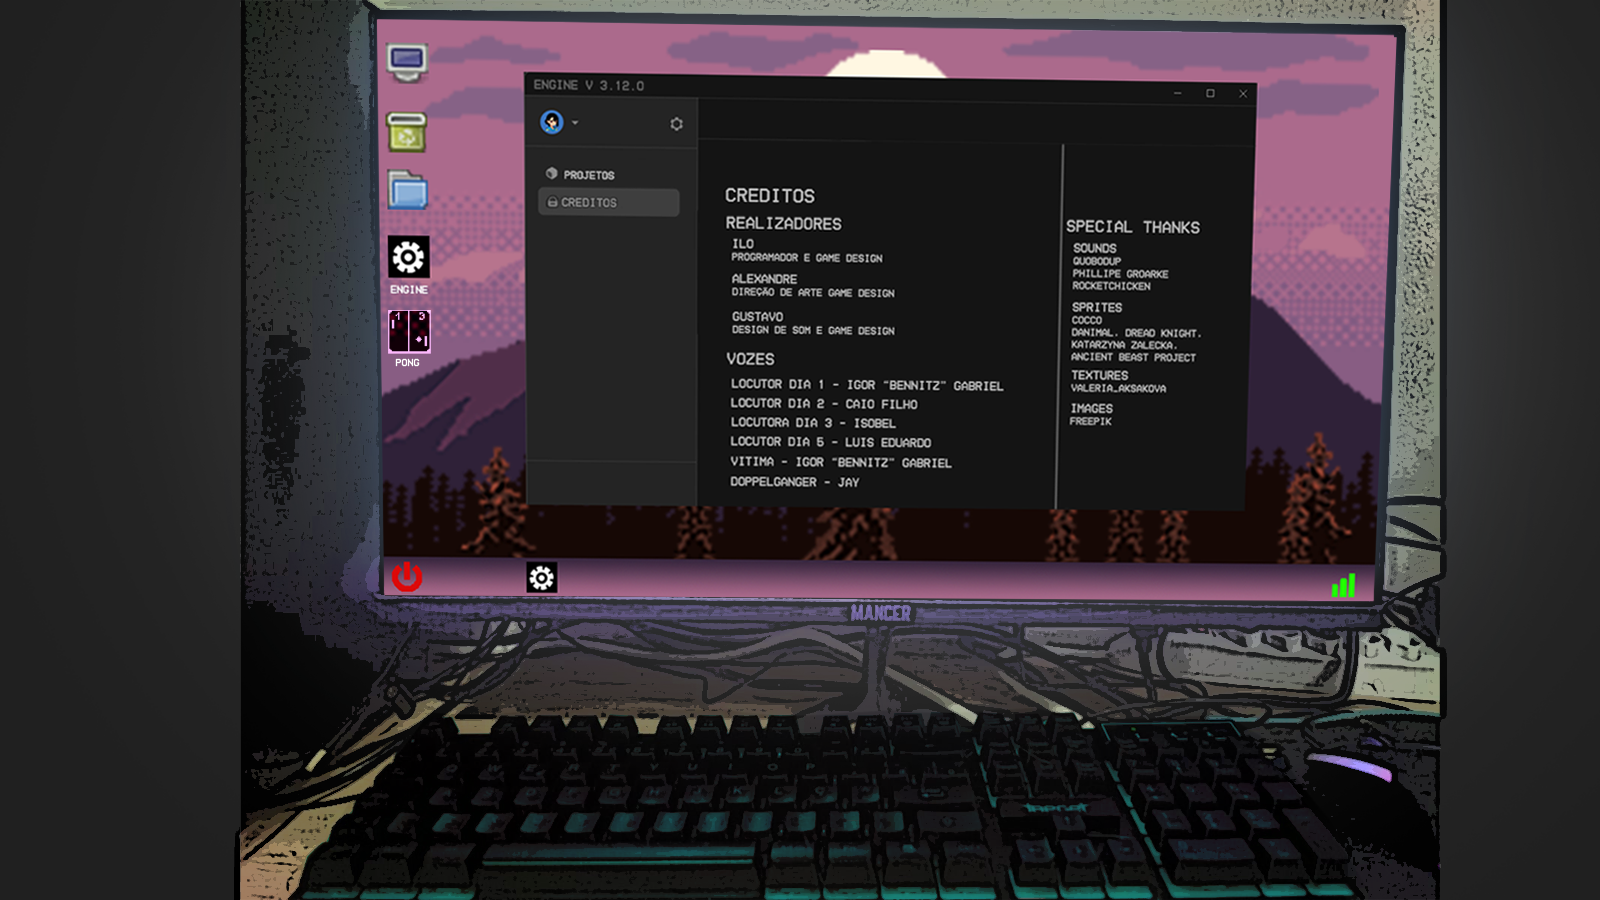 ENGINE V 3.12.0
PROJETOS
CREDITOS
ENGINE
1 3
PONG
CREDITOS
REALIZADORES
ILO
PROGRAMADOR E GAME DESIGN
ALEXANDRE
DIREÇÃO DE ARTE GAME DESIGN
GUSTAVO
DESIGN DE SOM E GAME DESIGN
VOZES
LOCUTOR DIA 1 - IGOR "BENNITZ" GABRIEL
LOCUTOR DIA 2 - CAIO FILHO
LOCUTORA DIA 3 - ISOBEL
LOCUTOR DIA 5 - LUIS EDUARDO
VITIMA - IGOR "BENNITZ" GABRIEL
DOPPELGANGER - JAY
SPECIAL THANKS
SOUNDS
QUOBODUP
PHILLIPE GROARKE
ROCKETCHICKEN
SPRITES
COCCO
DANIMAL. DREAD KNIGHT.
KATARZYNA ZALECKA.
ANCIENT BEAST PROJECT
TEXTURES
VALERIA_AKSAKOVA
IMAGES
FREEPIK
MANCER